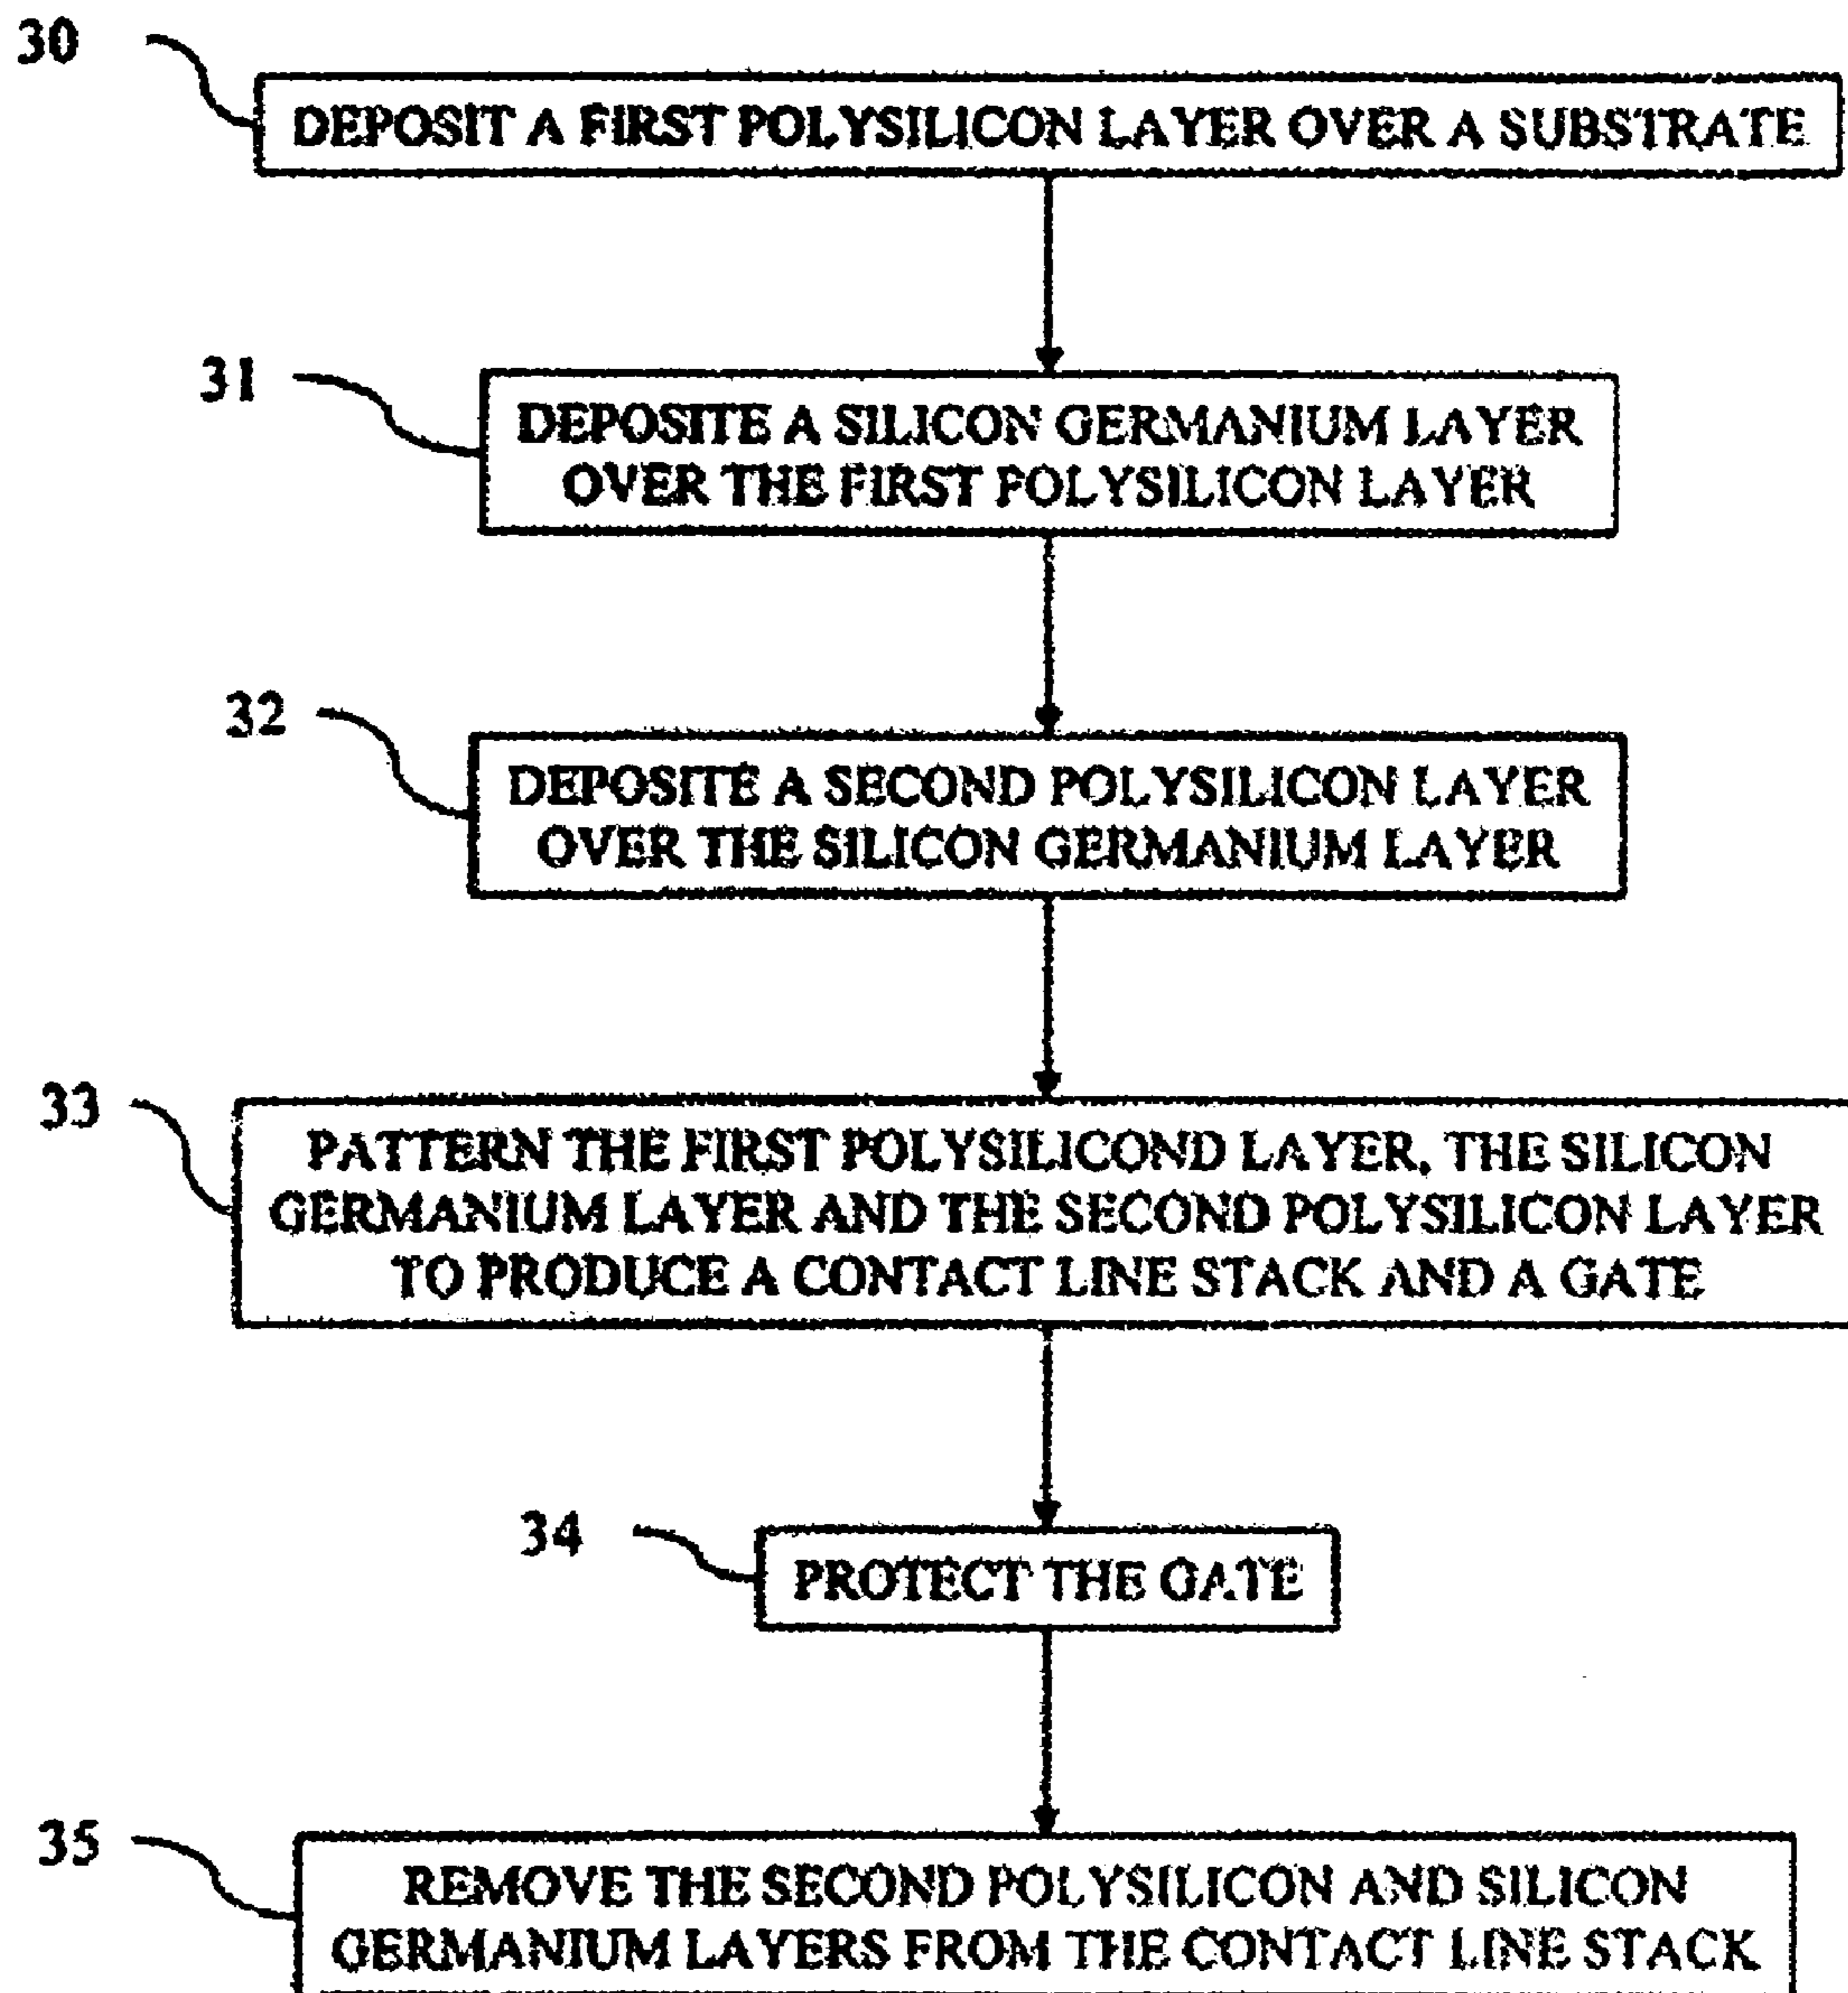 30
DEPOSIT A FIRST POLYSILICON LAYER OVER A SUBSTRATE
31
DEPOSITE A SILICON GERMANIUM LAYER
OVER THE FIRST POLYSILICON LAYER
32
DEPOSITE A SECOND POLYSILICON LAYER
OVER THE SILICON GERMANIUM LAYER
33
PATTERN THE FIRST POLYSILICOND LAYER, THE SILICON
GERMANIUM LAYER AND THE SECOND POLYSILICON LAYER
TO PRODUCE A CONTACT LINE STACK AND A GATE
34
PROTECT THE GATE
35
REMOVE THE SECOND POLYSILICON AND SILICON
GERMANIUM LAYERS FROM THE CONTACT LINE STACK